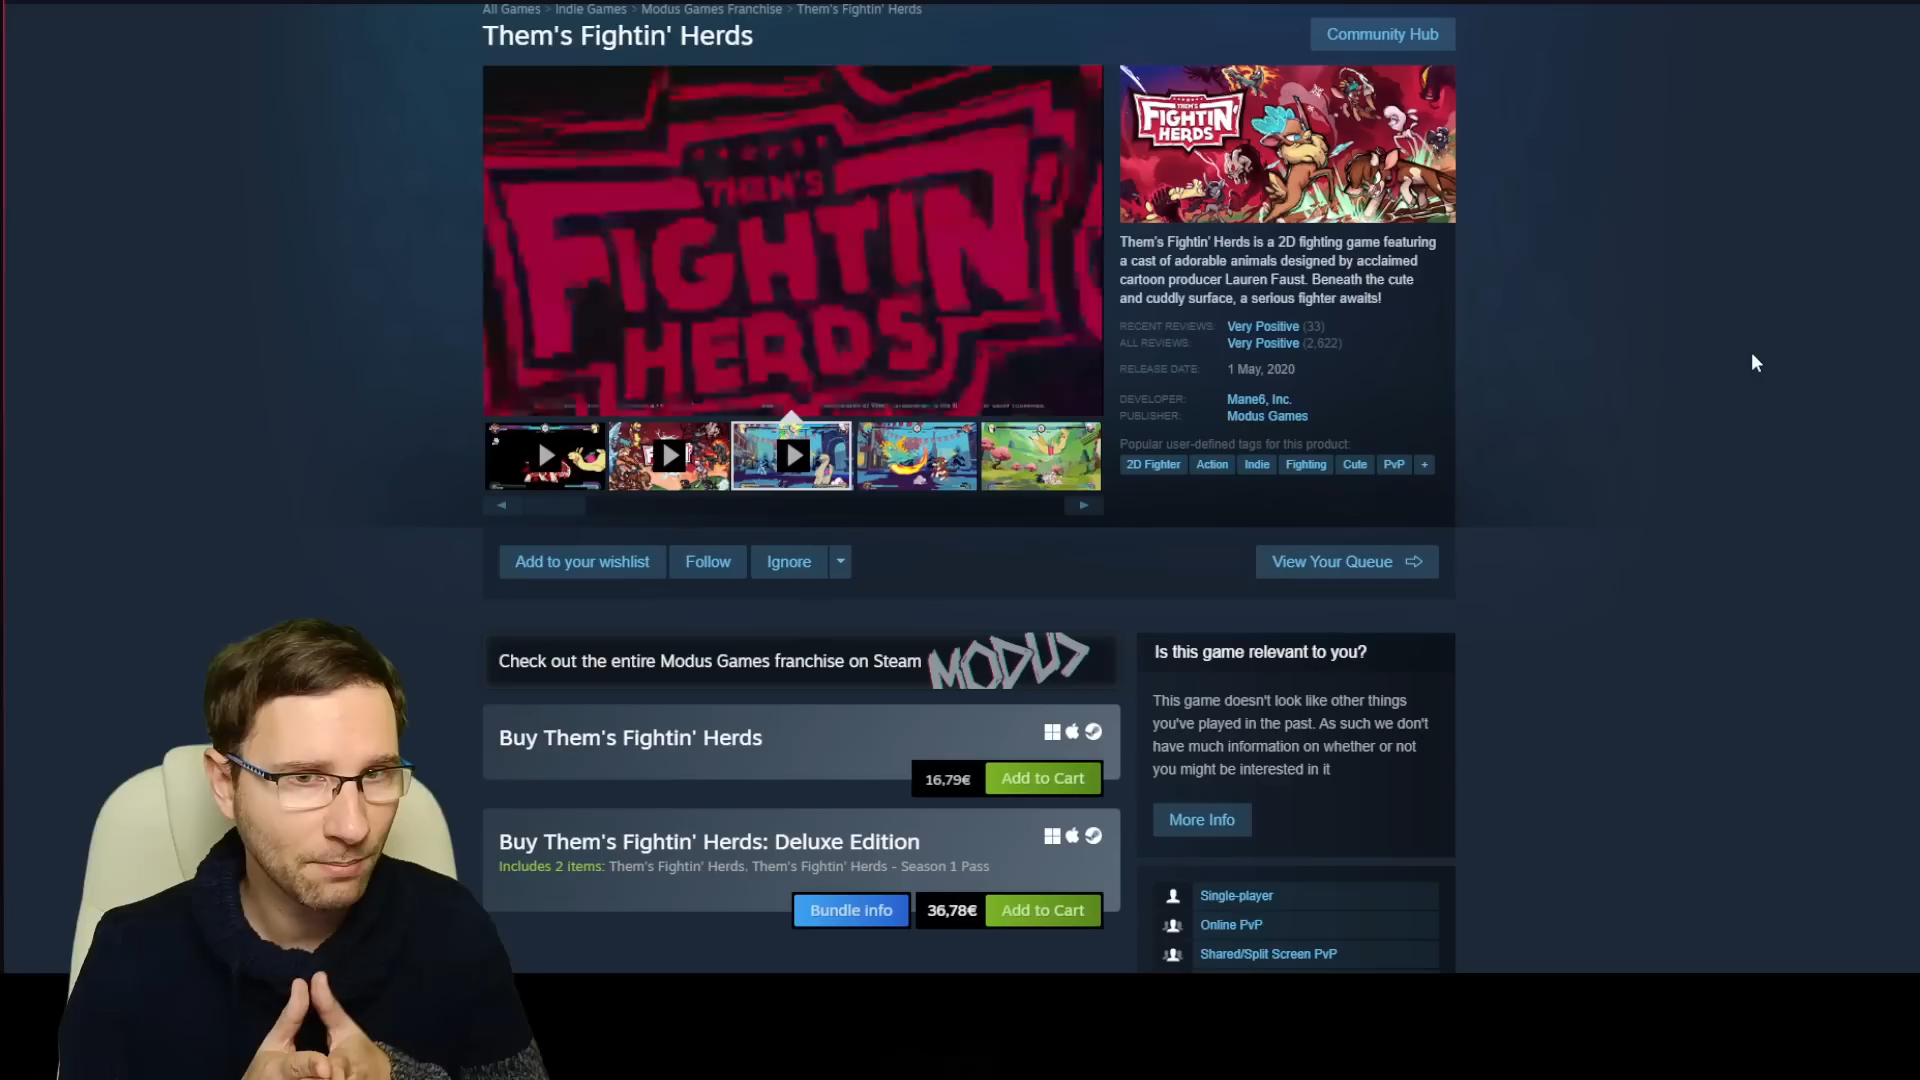 All Games > Indie Games > Modus Games Franchise > Them's Fightin' Herds
Them's Fightin' Herds
Community Hub
THEM'S
FIGHTIN'
HERDS
THEM'S
FIGHTIN'
HERDS
Them's Fightin' Herds is a 2D fighting game featuring
a cast of adorable animals designed by acclaimed
cartoon producer Lauren Faust. Beneath the cute
and cuddly surface, a serious fighter awaits!
RECENT REVIEWS: Very Positive (33)
ALL REVIEWS: Very Positive (2,622)
RELEASE DATE: 1 May, 2020
DEVELOPER: Mane6, Inc.
PUBLISHER: Modus Games
Popular user-defined tags for this product:
2D Fighter Action Indie Fighting Cute PvP +
Add to your wishlist Follow Ignore
View Your Queue
Check out the entire Modus Games franchise on Steam
MODUS
Buy Them's Fightin' Herds
16,79€ Add to Cart
Buy Them's Fightin' Herds: Deluxe Edition
Includes 2 items: Them's Fightin' Herds, Them's Fightin' Herds - Season 1 Pass
Bundle info 36,78€ Add to Cart
Is this game relevant to you?
This game doesn't look like other things
you've played in the past. As such we don't
have much information on whether or not
you might be interested in it
More Info
Single-player
Online PvP
Shared/Split Screen PvP